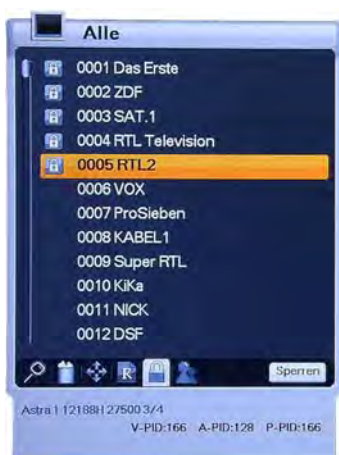 Alle
0001 Das Erste
0002 ZDF
0003 SAT.1
0004 RTL Television
0005 RTL2
0006 VOX
0007 ProSieben
0008 KABEL1
0009 Super RTL
0010 KiKa
0011 NICK
0012 DSF
R
Sperren
Astra 1 12188H 27500 3/4
V-PID:166 A-PID:128 P-PID:166